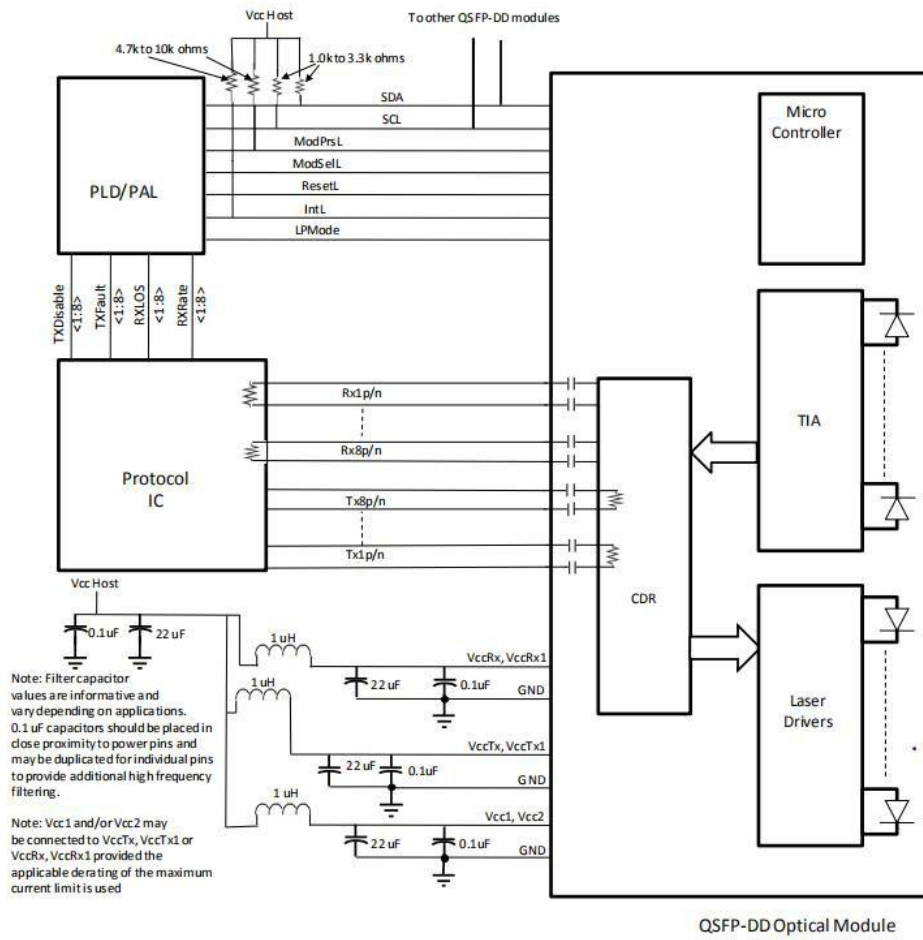 Vcc Host
To other QSFP-DD modules
4.7k to 10k ohms
1.0k to 3.3k ohms
SDA
SCL
ModPrsL
ModSelL
ResetL
IntL
LPMode
PLD/PAL
Micro
Controller
TXDisable
<1:8>
TXFault
<1:8>
RXLOS
<1:8>
RXRate
<1:8>
Rx1p/n
Rx8p/n
Tx8p/n
Tx1p/n
Protocol
IC
TIA
CDR
Laser
Drivers
Vcc Host
0.1uF
22 uF
1 uH
VccRx, VccRx1
22 uF
0.1uF
GND
1 uH
VccTx, VccTx1
22 uF
0.1uF
GND
1 uH
Vcc1, Vcc2
22 uF
0.1uF
GND
Note: Filter capacitor
values are informative and
vary depending on applications.
0.1 uF capacitors should be placed in
close proximity to power pins and
may be duplicated for individual pins
to provide additional high frequency
filtering.
Note: Vcc1 and/or Vcc2 may
be connected to VccTx, VccTx1 or
VccRx, VccRx1 provided the
applicable derating of the maximum
current limit is used
QSFP-DD Optical Module